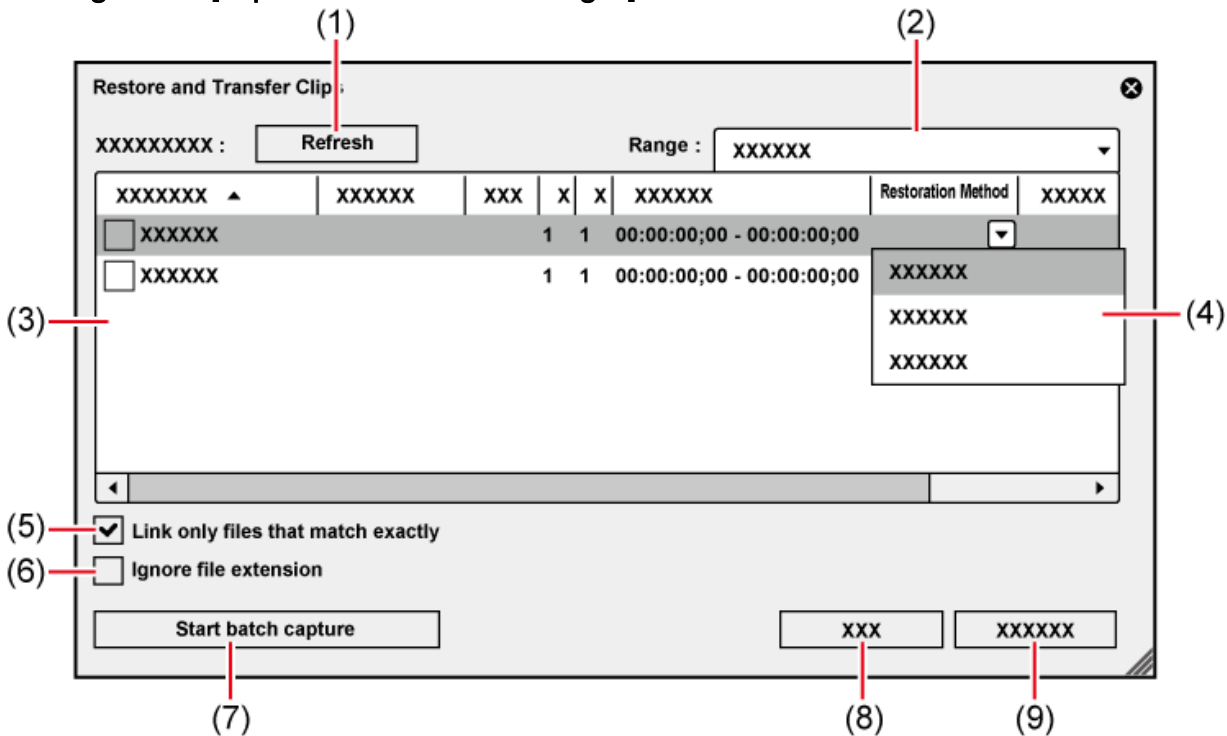 (1) (2)
Restore and Transfer Clips
XXXXXXXXX : Refresh Range : XXXXXX
XXXXXXX XXXXXX XXX X X XXXXXX Restoration Method XXXXX
XXXXXX 1 1 00:00:00;00 - 00:00:00;00
XXXXXX 1 1 00:00:00;00 - 00:00:00;00
XXXXXX
XXXXXX
XXXXXX
(3) (4)
(5) Link only files that match exactly
(6) Ignore file extension
Start batch capture XXX XXXXXX
(7) (8) (9)